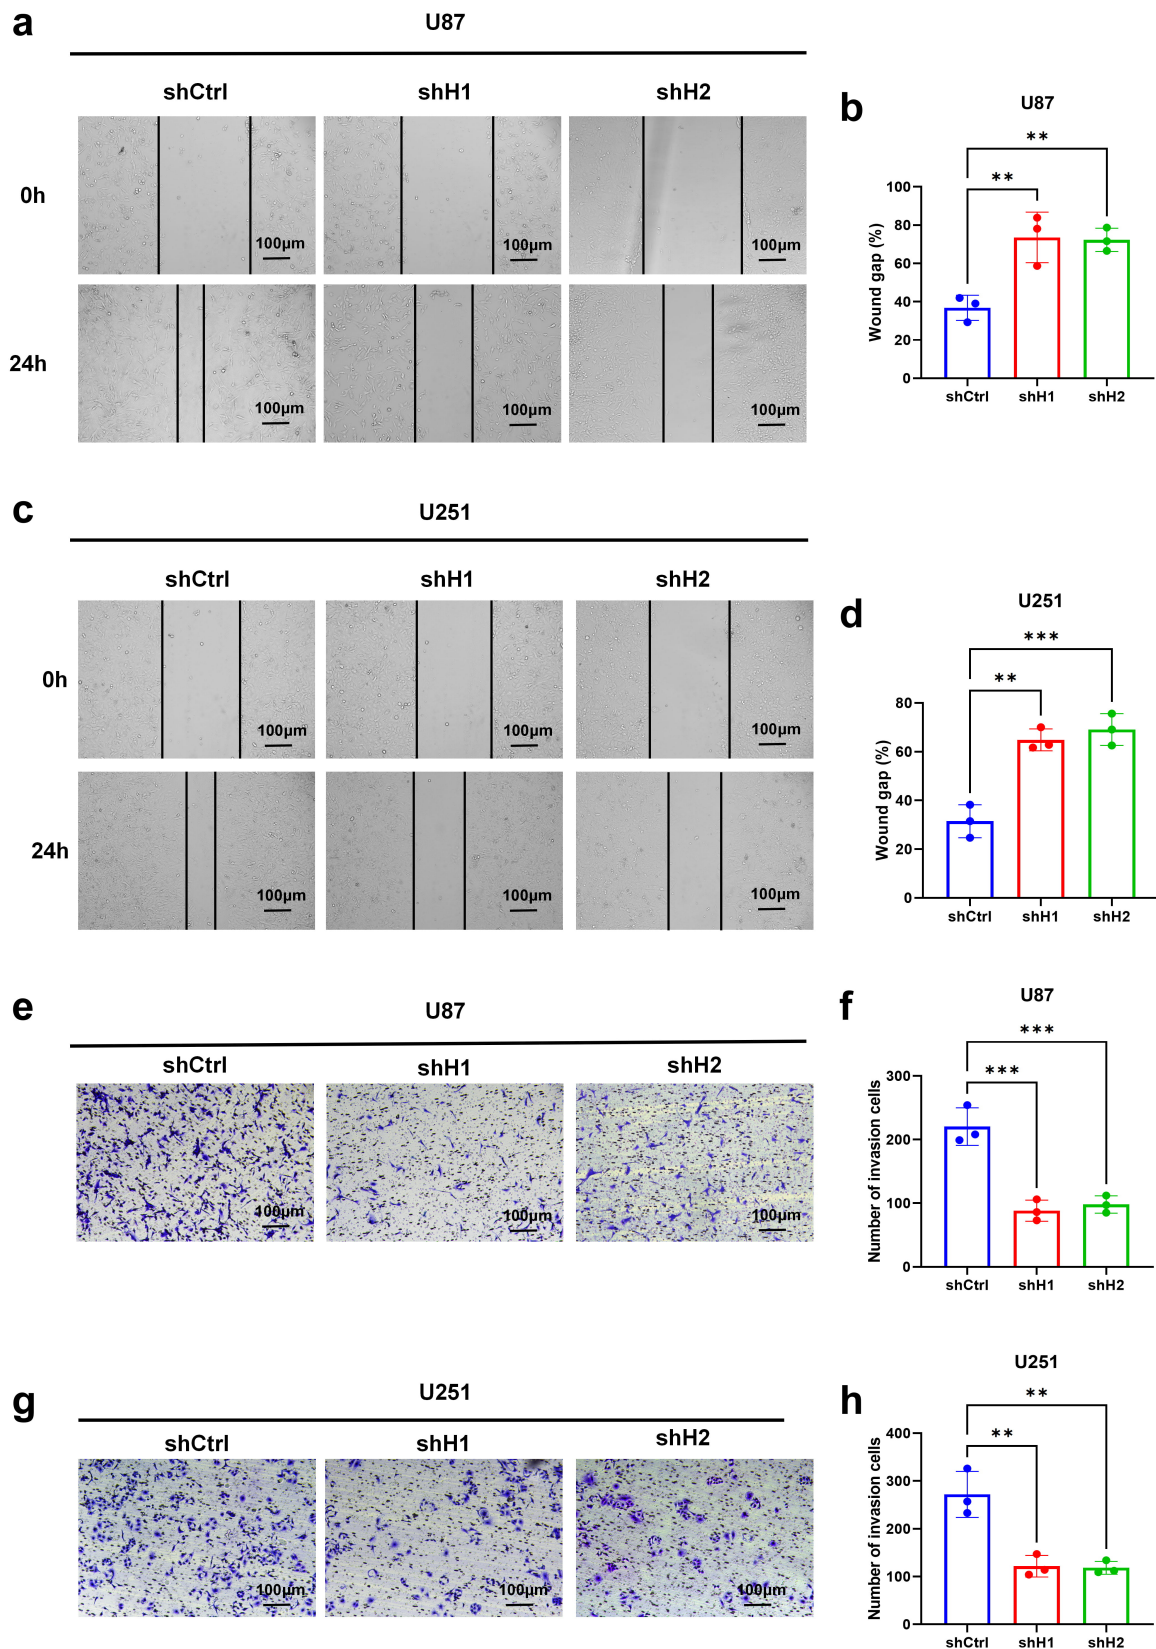 a
U87
shCtrl shH1 shH2
0h
100μm 100μm 100μm
24h
100μm 100μm 100μm
b
U87
**
**
Wound gap (%)
100
80
60
40
20
0
shCtrl shH1 shH2
c
U251
shCtrl shH1 shH2
0h
100μm 100μm 100μm
24h
100μm 100μm 100μm
d
U251
***
**
Wound gap (%)
80
60
40
20
0
shCtrl shH1 shH2
e
U87
shCtrl shH1 shH2
100μm 100μm 100μm
f
U87
***
***
Number of invasion cells
300
200
100
0
shCtrl shH1 shH2
g
U251
shCtrl shH1 shH2
100μm 100μm 100μm
h
U251
**
**
Number of invasion cells
400
300
200
100
0
shCtrl shH1 shH2